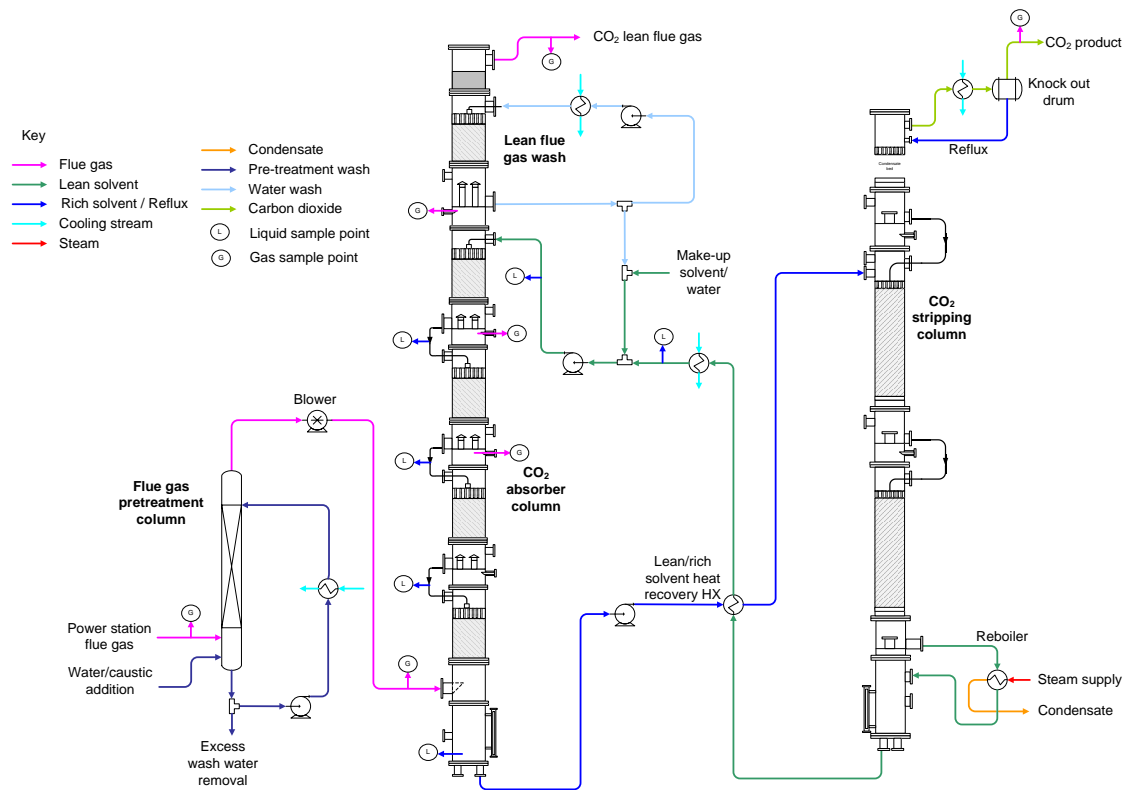 CO2 lean flue gas
G
G
CO2 product
Knock out
drum
Key
Flue gas
Lean solvent
Rich solvent / Reflux
Cooling stream
Steam
Condensate
Pre-treatment wash
Water wash
Carbon dioxide
L Liquid sample point
G Gas sample point
Lean flue
gas wash
Reflux
Condensate
inlet
G
Make-up
solvent/
water
L
CO2
stripping
column
G
L
L
Blower
G
L
CO2
absorber
column
Flue gas
pretreatment
column
Lean/rich
solvent heat
recovery HX
L
G
Power station
flue gas
Water/caustic
addition
G
Reboiler
Steam supply
Condensate
Excess
wash water
removal
L